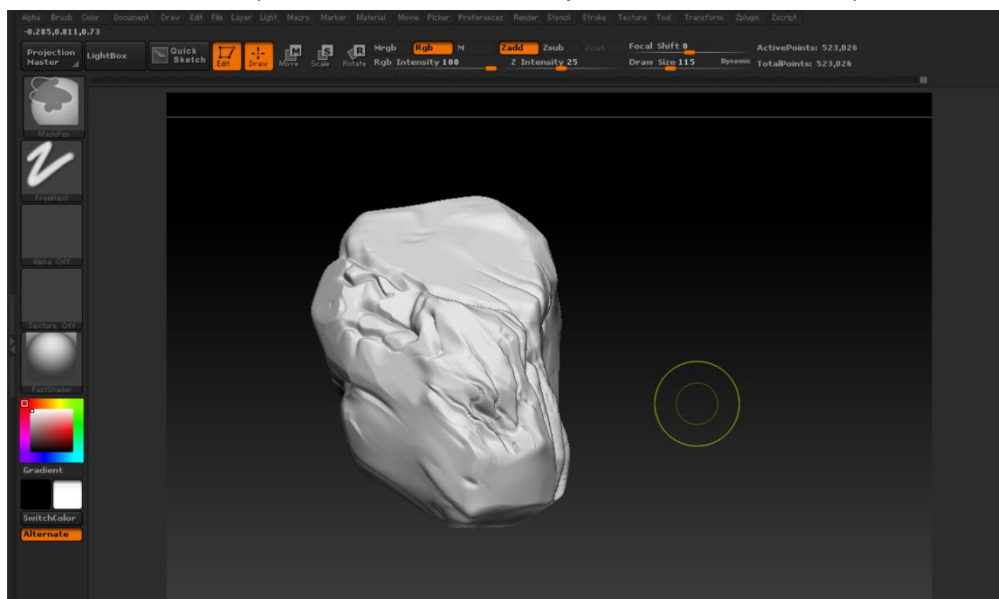 Alpha Brush Color Document Draw Edit File Layer Light Macro Marker Material Movie Picker Preferences Render Stencil Stroke Texture Tool Transform Zplugin Zscript
-0.285,0.811,0.73
Projection Master
LightBox
Quick Sketch
Edit
Draw
Move
Scale
Rotate
Mrgb Rgb M
Rgb Intensity 100
Zadd Zsub Zcut
Z Intensity 25
Focal Shift 0
Draw Size 115 Dynamic
ActivePoints: 523,026
TotalPoints: 523,026
MaskPen
FreeHand
Alpha Off
Texture Off
FastShader
Gradient
SwitchColor
Alternate